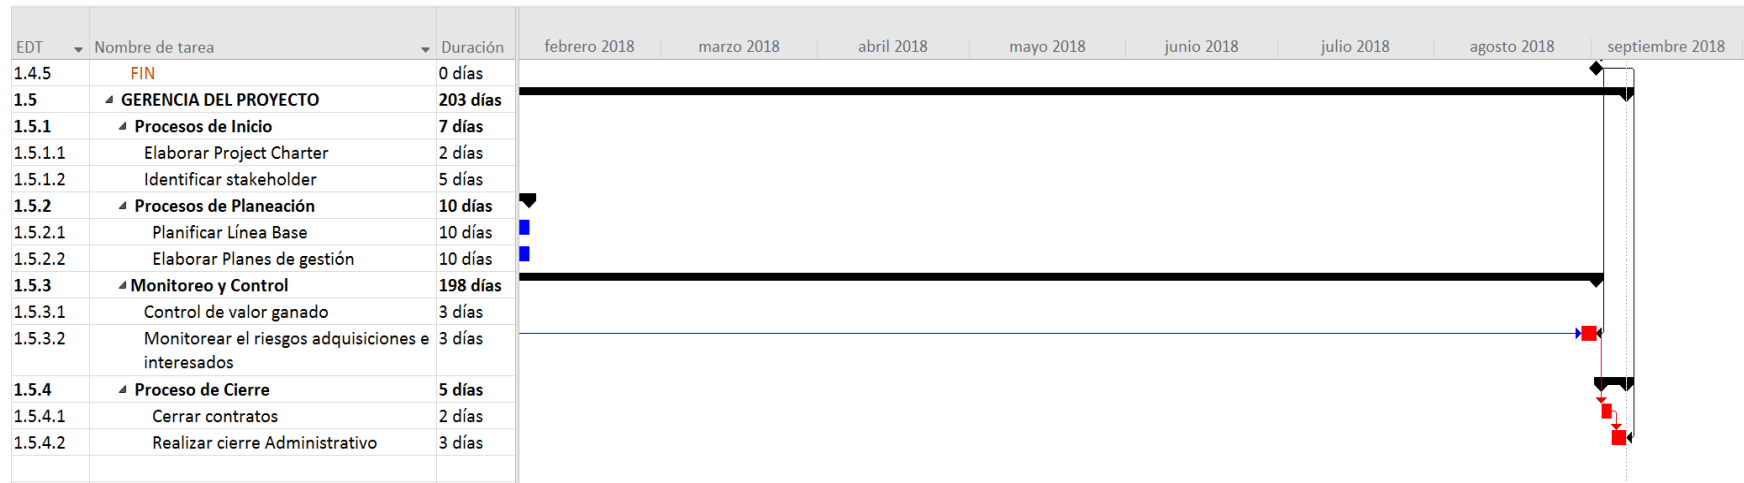 EDT Nombre de tarea Duración febrero 2018 marzo 2018 abril 2018 mayo 2018 junio 2018 julio 2018 agosto 2018 septiembre 2018
1.4.5 FIN 0 días
1.5 GERENCIA DEL PROYECTO 203 días
1.5.1 Procesos de Inicio 7 días
1.5.1.1 Elaborar Project Charter 2 días
1.5.1.2 Identificar stakeholder 5 días
1.5.2 Procesos de Planeación 10 días
1.5.2.1 Planificar Línea Base 10 días
1.5.2.2 Elaborar Planes de gestión 10 días
1.5.3 Monitoreo y Control 198 días
1.5.3.1 Control de valor ganado 3 días
1.5.3.2 Monitorear el riesgos adquisiciones e 3 días
interesados
1.5.4 Proceso de Cierre 5 días
1.5.4.1 Cerrar contratos 2 días
1.5.4.2 Realizar cierre Administrativo 3 días